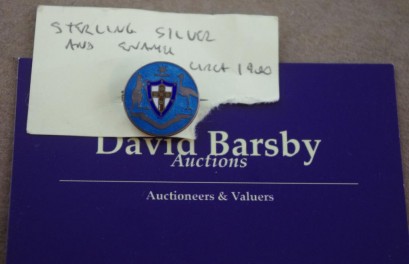 STERLING SILVER
AND ENAMEL
CIRCA 1920
David Barsby
Auctions
Auctioneers & Valuers